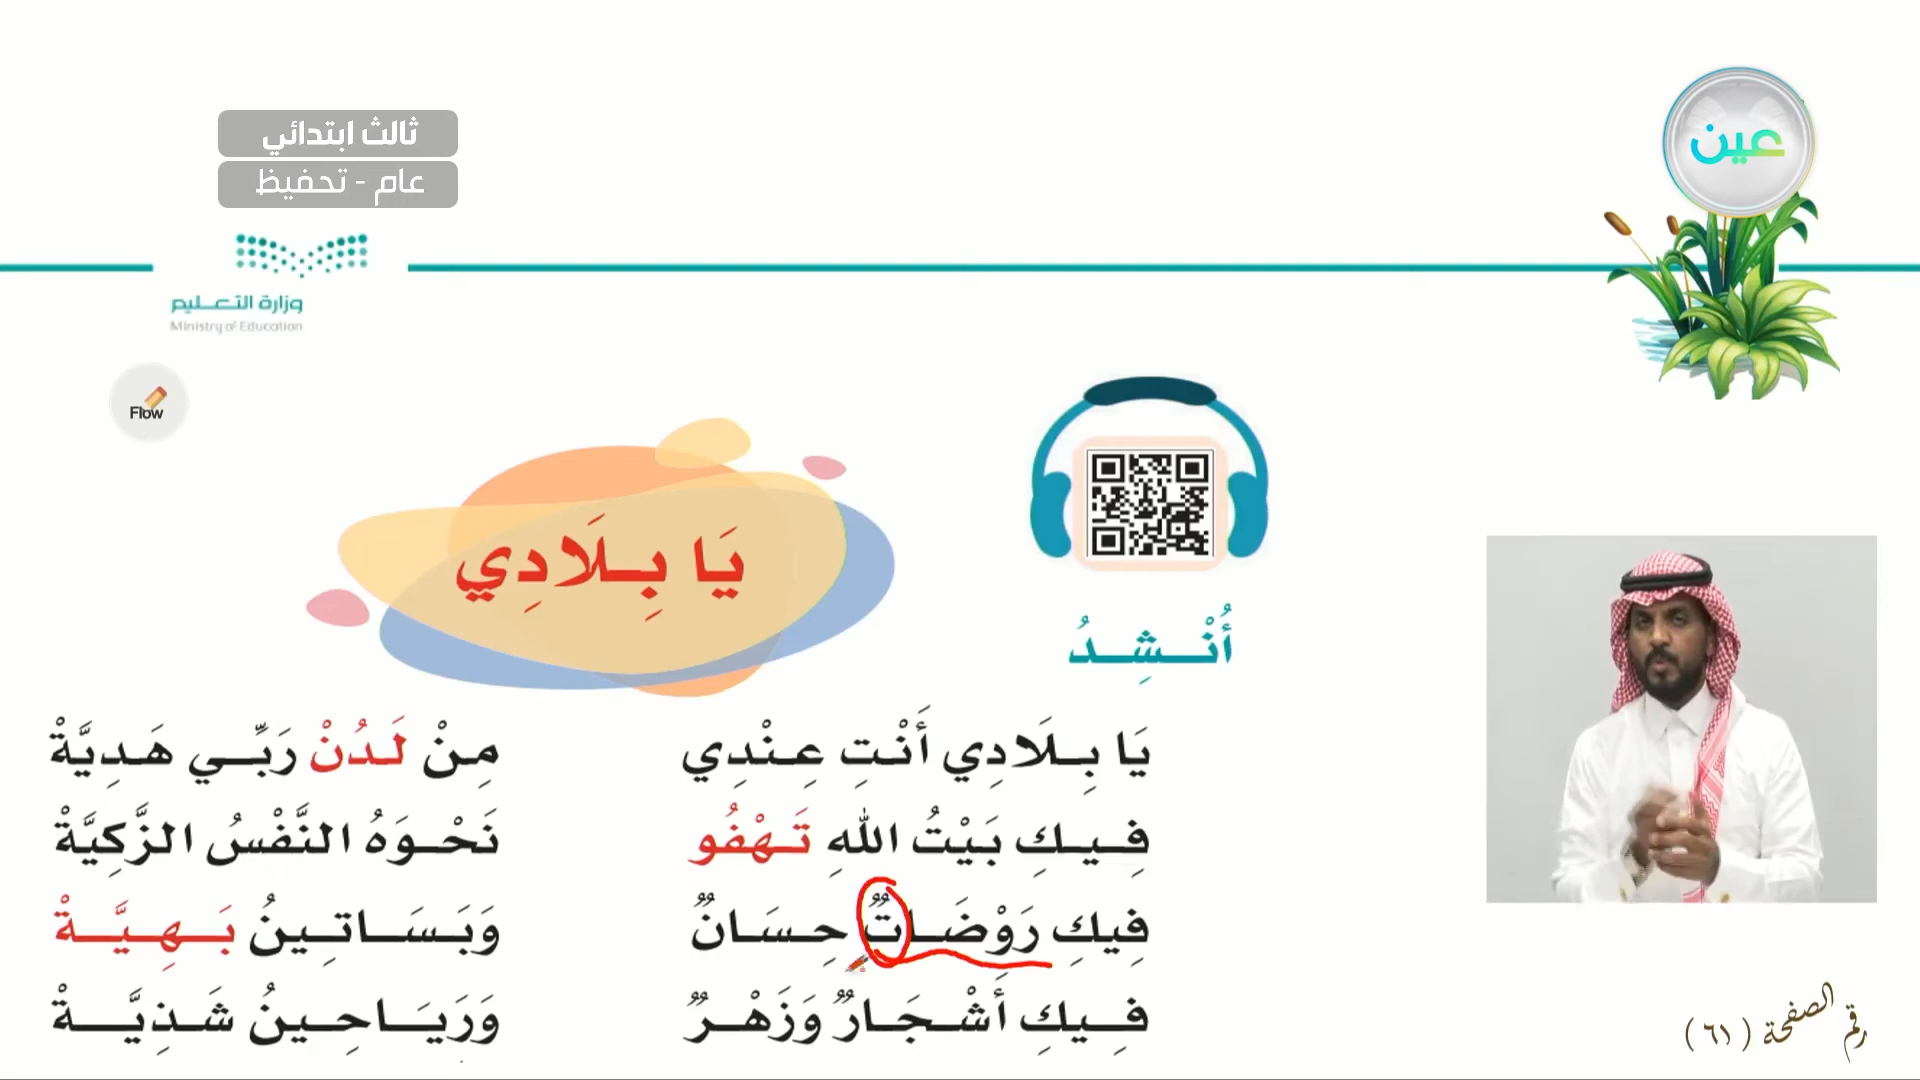 عين
ثالث ابتدائي
عام - تحفيظ
وزارة التعليم
Ministry of Education
Flow
يَا بِلَادِي
أُنْشِدُ
يَا بِلَادِي أَنْتِ عِنْدِي مِنْ لَدُنْ رَبِّي هَدِيَّةْ
فِيكِ بَيْتُ اللهِ تَهْفُو نَحْوَهُ النَّفْسُ الزَّكِيَّةْ
فِيكِ رَوْضَاتٌ حِسَانٌ وَبَسَاتِينُ بَهِيَّةْ
فِيكِ أَشْجَارٌ وَزَهْرٌ وَرَيَاحِينُ شَذِيَّةْ
رقم الصفحة (٦١)